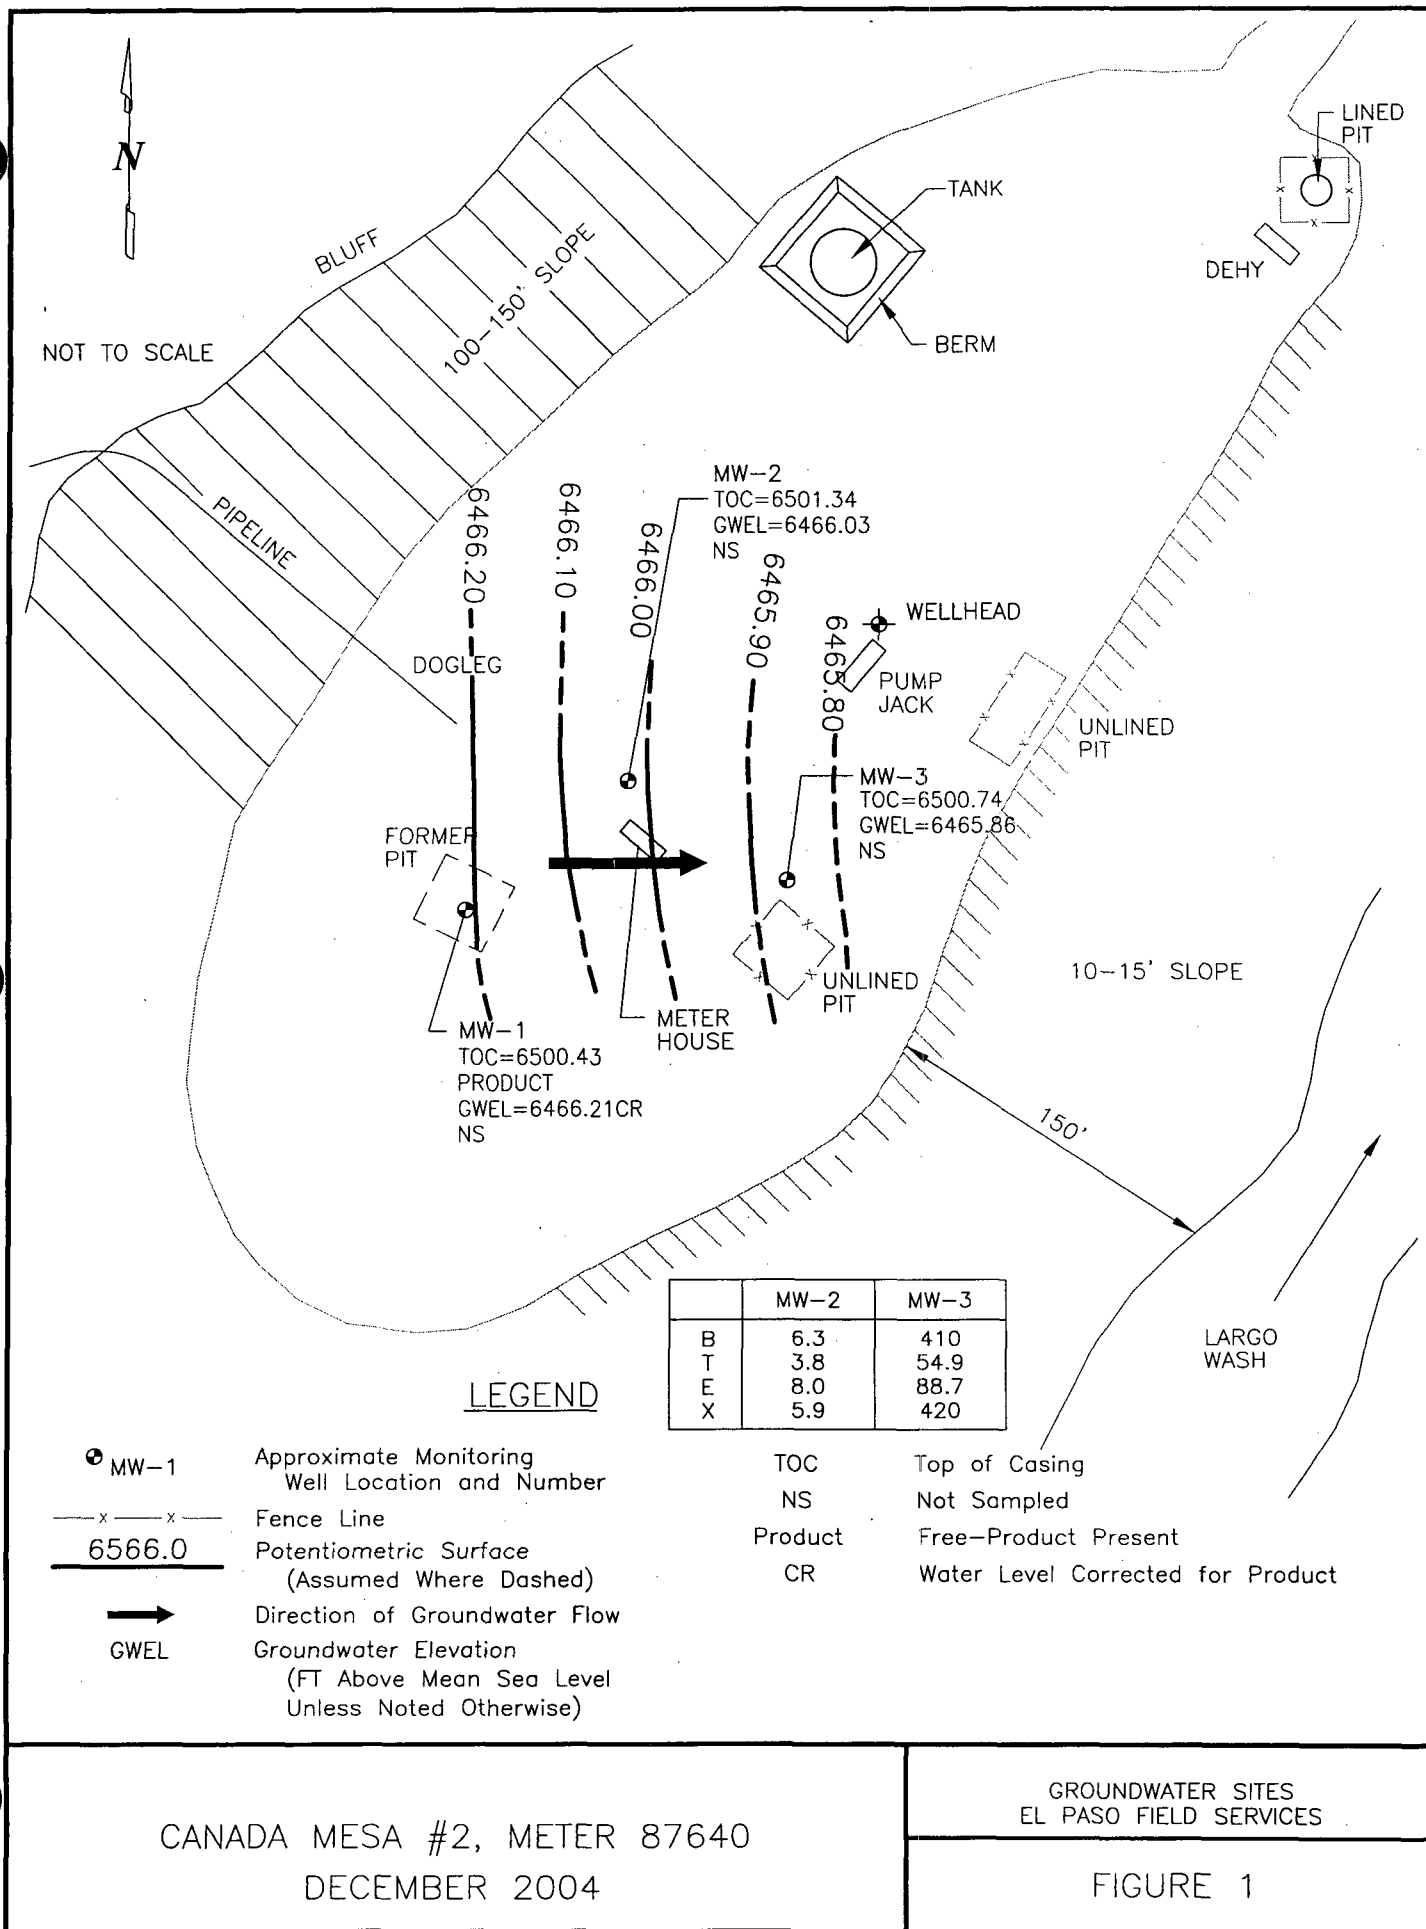 N
NOT TO SCALE
BLUFF
100-150' SLOPE
PIPELINE
TANK
BERM
LINED
PIT
DEHY
MW-2
TOC=6501.34
GWEL=6466.03
NS
6466.20
6466.10
6466.00
6465.90
6465.80
WELLHEAD
PUMP
JACK
DOGLEG
UNLINED
PIT
MW-3
TOC=6500.74
GWEL=6465.86
NS
FORMER
PIT
UNLINED
PIT
METER
HOUSE
MW-1
TOC=6500.43
PRODUCT
GWEL=6466.21CR
NS
10-15' SLOPE
150'
LARGO
WASH
MW-2 MW-3
B 6.3 410
T 3.8 54.9
E 8.0 88.7
X 5.9 420
LEGEND
MW-1 Approximate Monitoring
Well Location and Number
x x Fence Line
6566.0 Potentiometric Surface
(Assumed Where Dashed)
Direction of Groundwater Flow
GWEL Groundwater Elevation
(FT Above Mean Sea Level
Unless Noted Otherwise)
TOC Top of Casing
NS Not Sampled
Product Free-Product Present
CR Water Level Corrected for Product
CANADA MESA #2, METER 87640
DECEMBER 2004
GROUNDWATER SITES
EL PASO FIELD SERVICES
FIGURE 1